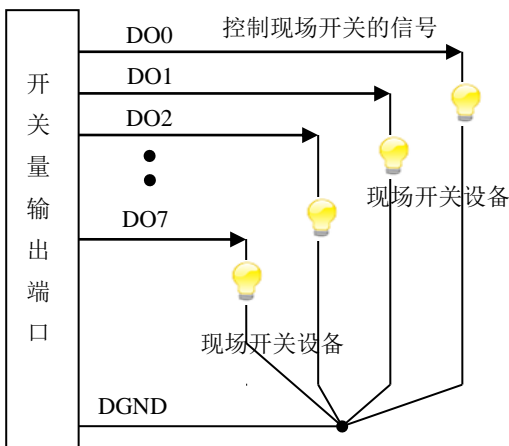 DO0
控制现场开关的信号
DO1
DO2
DO7
现场开关设备
现场开关设备
DGND
开
关
量
输
出
端
口